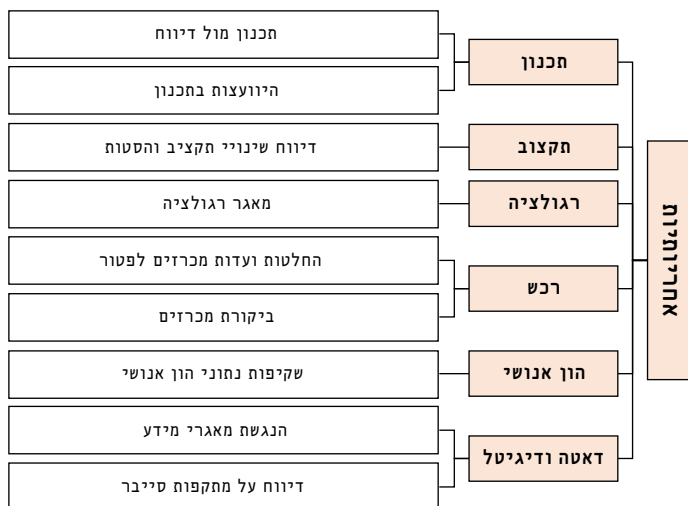 אחריותיות
תכנון
תכנון מול דיווח
היוועצות בתכנון
תקצוב
דיווח שינויי תקציב והסטות
רגולציה
מאגר רגולציה
רכש
החלטות ועדות מכרזים לפטור
ביקורת מכרזים
הון אנושי
שקיפות נתוני הון אנושי
דאטה ודיגיטל
הנגשת מאגרי מידע
דיווח על מתקפות סייבר